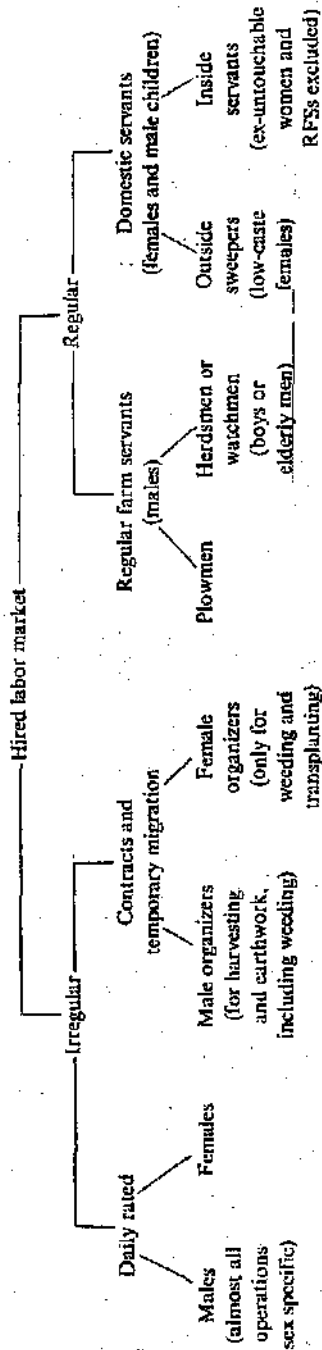 Hired labor market
Irregular
Regular
Daily rated
Contracts and
temporary migration
Regular farm servants
(males)
Domestic servants
(females and male children)
Males
(almost all
operations
sex specific)
Females
Male organizers
(for harvesting
and earthwork,
including weeding)
Female
organizers
(only for
weeding and
transplanting)
Plowmen
Herdsmen or
watchmen
(boys or
elderly men)
Outside
sweepers
(low-caste
females)
Inside
servants
(ex-untouchable
women and
RFSs excluded)